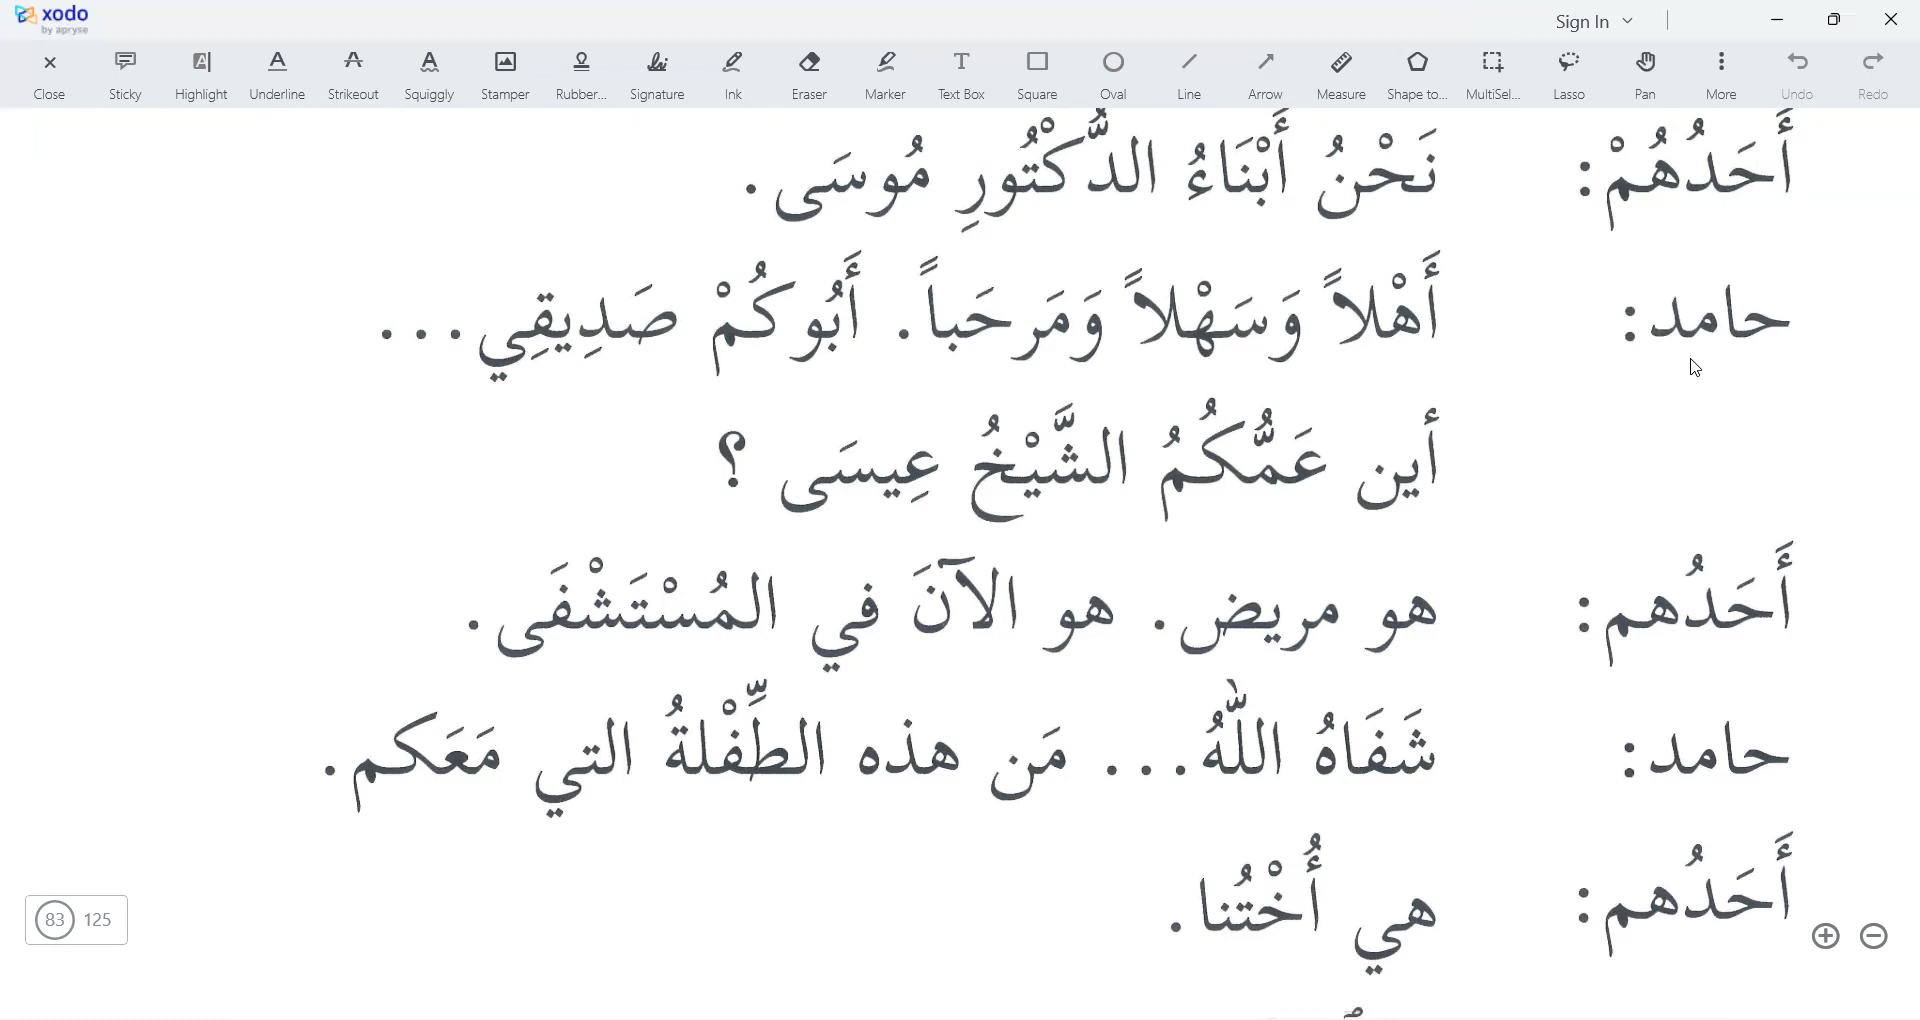 xodo
by apryse
Sign In
Close Sticky Highlight Underline Strikeout Squiggly Stamper Rubber... Signature Ink Eraser Marker Text Box Square Oval Line Arrow Measure Shape to... MultiSel... Lasso Pan More Undo Redo
أَحَدُهُمْ: نَحْنُ أَبْنَاءُ الدُّكْتُورِ مُوسَى.
حامد: أَهْلاً وَسَهْلاً وَمَرحَباً. أَبُوكُمْ صَدِيقِي...
أين عَمُّكُمُ الشَّيْخُ عِيسَى ؟
أَحَدُهم: هو مريض. هو الآنَ في المُسْتَشْفَى.
حامد: شَفَاهُ اللهُ... مَن هذه الطِّفْلةُ التي مَعَكم.
أَحَدُهم: هي أُخْتُنا.
83 125